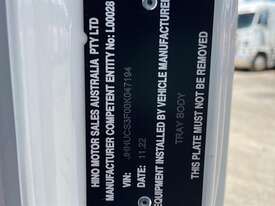 HINO MOTOR SALES AUSTRALIA PTY LTD
MANUFACTURER COMPETENT ENTITY No: L00028
VIN: JHHUCS3F00K047194
DATE: 11.22
EQUIPMENT INSTALLED BY VEHICLE MANUFACTURER
TRAY BODY
THIS PLATE MUST NOT BE REMOVED